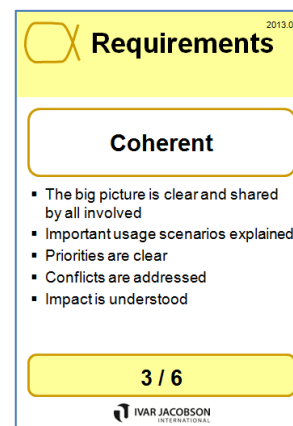 2013.0
Requirements
Coherent
▪ The big picture is clear and shared
by all involved
▪ Important usage scenarios explained
▪ Priorities are clear
▪ Conflicts are addressed
▪ Impact is understood
3 / 6
IVAR JACOBSON
INTERNATIONAL